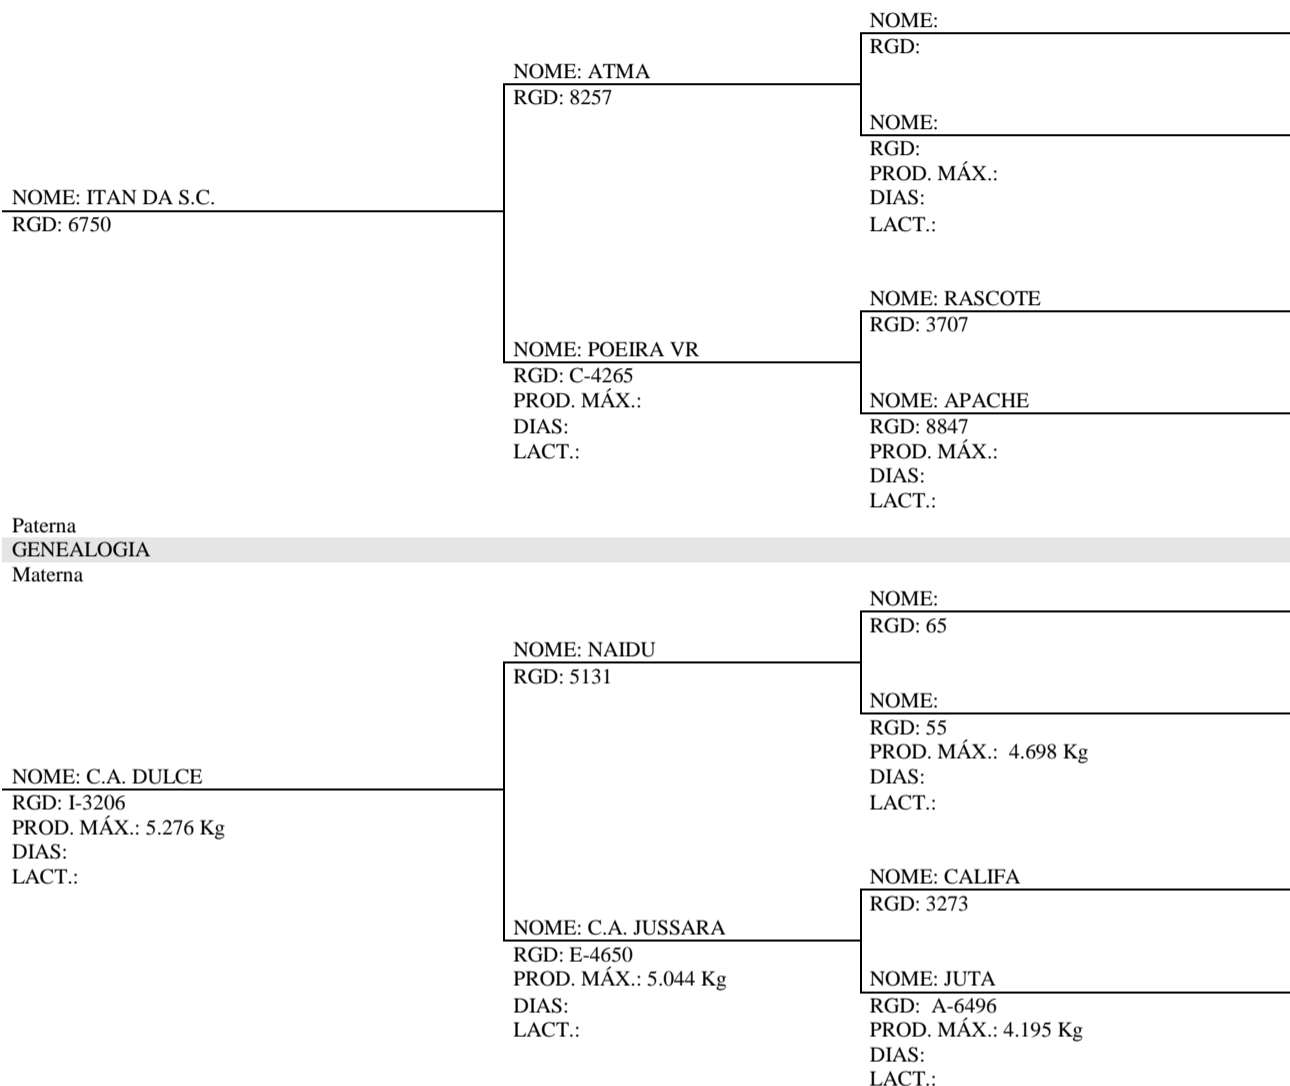 NOME:
RGD:
NOME: ATMA
RGD: 8257
NOME:
RGD:
PROD. MÁX.:
DIAS:
LACT.:
NOME: ITAN DA S.C.
RGD: 6750
NOME: RASCOTE
RGD: 3707
NOME: POEIRA VR
RGD: C-4265
PROD. MÁX.:
DIAS:
LACT.:
NOME: APACHE
RGD: 8847
PROD. MÁX.:
DIAS:
LACT.:
Paterna
GENEALOGIA
Materna
NOME:
RGD: 65
NOME: NAIDU
RGD: 5131
NOME:
RGD: 55
PROD. MÁX.:  4.698 Kg
DIAS:
LACT.:
NOME: C.A. DULCE
RGD: I-3206
PROD. MÁX.: 5.276 Kg
DIAS:
LACT.:
NOME: CALIFA
RGD: 3273
NOME: C.A. JUSSARA
RGD: E-4650
PROD. MÁX.: 5.044 Kg
DIAS:
LACT.:
NOME: JUTA
RGD:  A-6496
PROD. MÁX.: 4.195 Kg
DIAS:
LACT.: